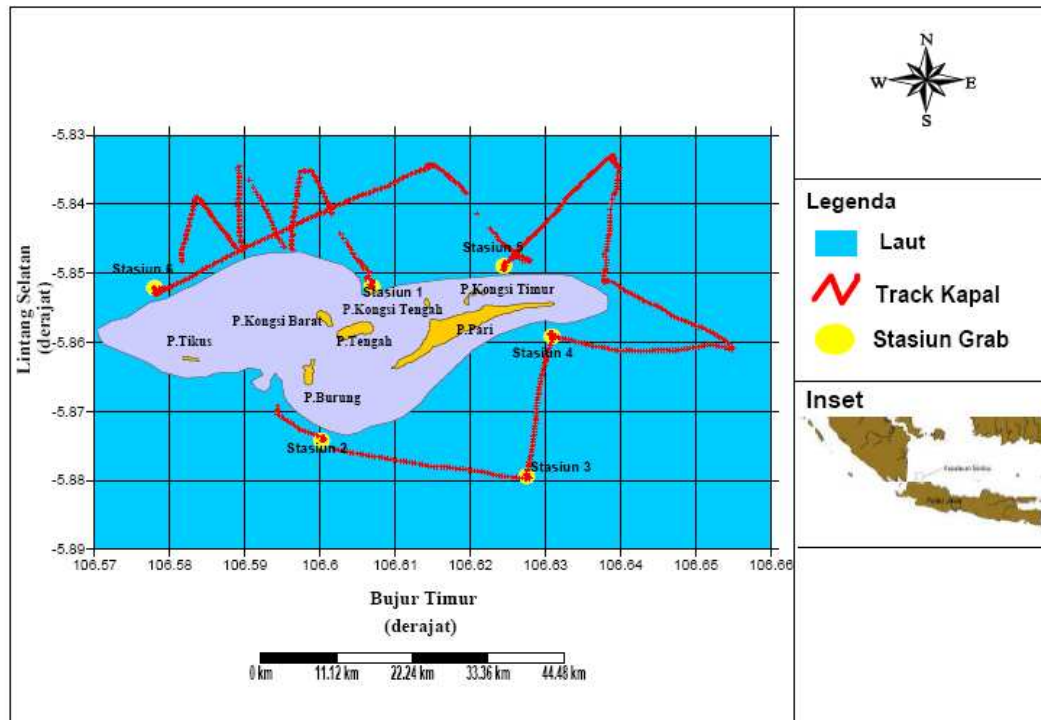 N
W
E
S
-5.83
-5.84
-5.85
-5.86
-5.87
-5.88
-5.89
106.57
106.58
106.59
106.6
106.61
106.62
106.63
106.64
106.65
106.66
Lintang Selatan
(derajat)
Stasiun 6
Stasiun 5
Stasiun 1
P.Kongsi Timur
P.Kongsi Tengah
P.Kongsi Barat
P.Pari
P.Tengah
P.Tikus
Stasiun 4
P.Burung
Stasiun 2
Stasiun 3
Bujur Timur
(derajat)
0 km
11.12 km
22.24 km
33.36 km
44.48 km
Legenda
Laut
Track Kapal
Stasiun Grab
Inset